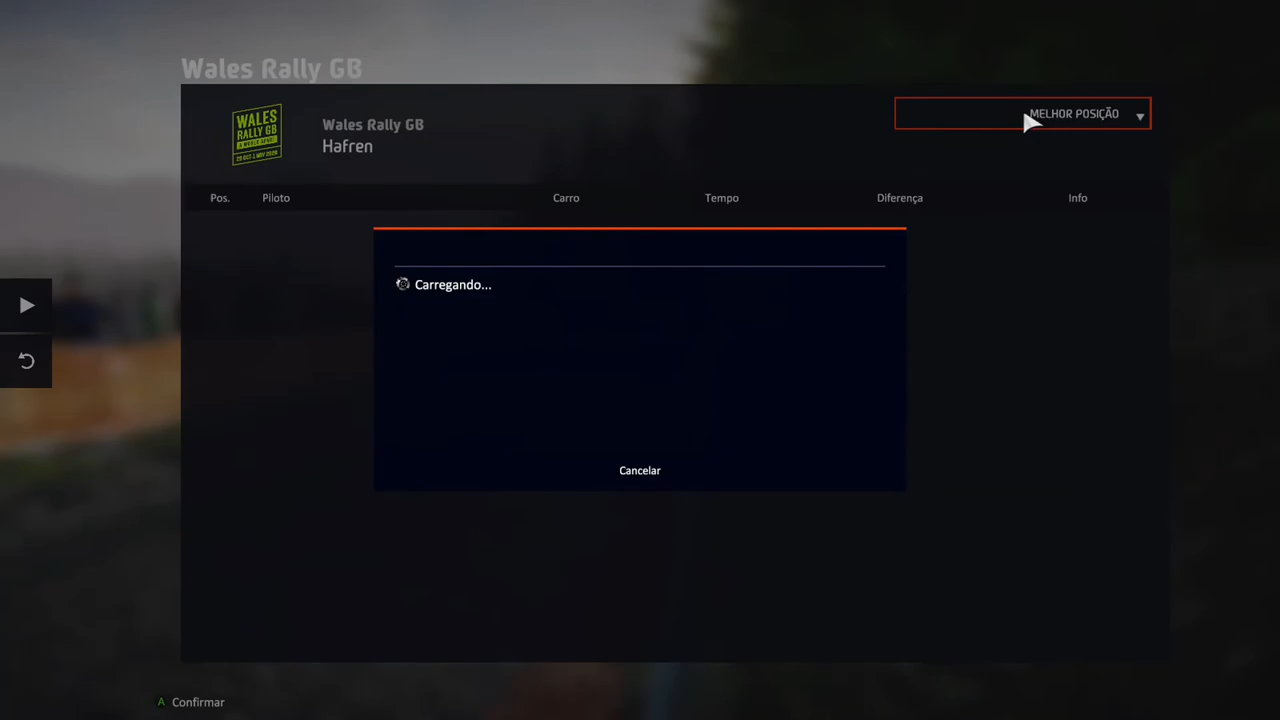 Wales Rally GB
WALES
RALLY GB
Wales Rally GB
Hafren
MELHOR POSIÇÃO
Pos. Piloto Carro Tempo Diferença Info
Carregando...
Cancelar
A Confirmar